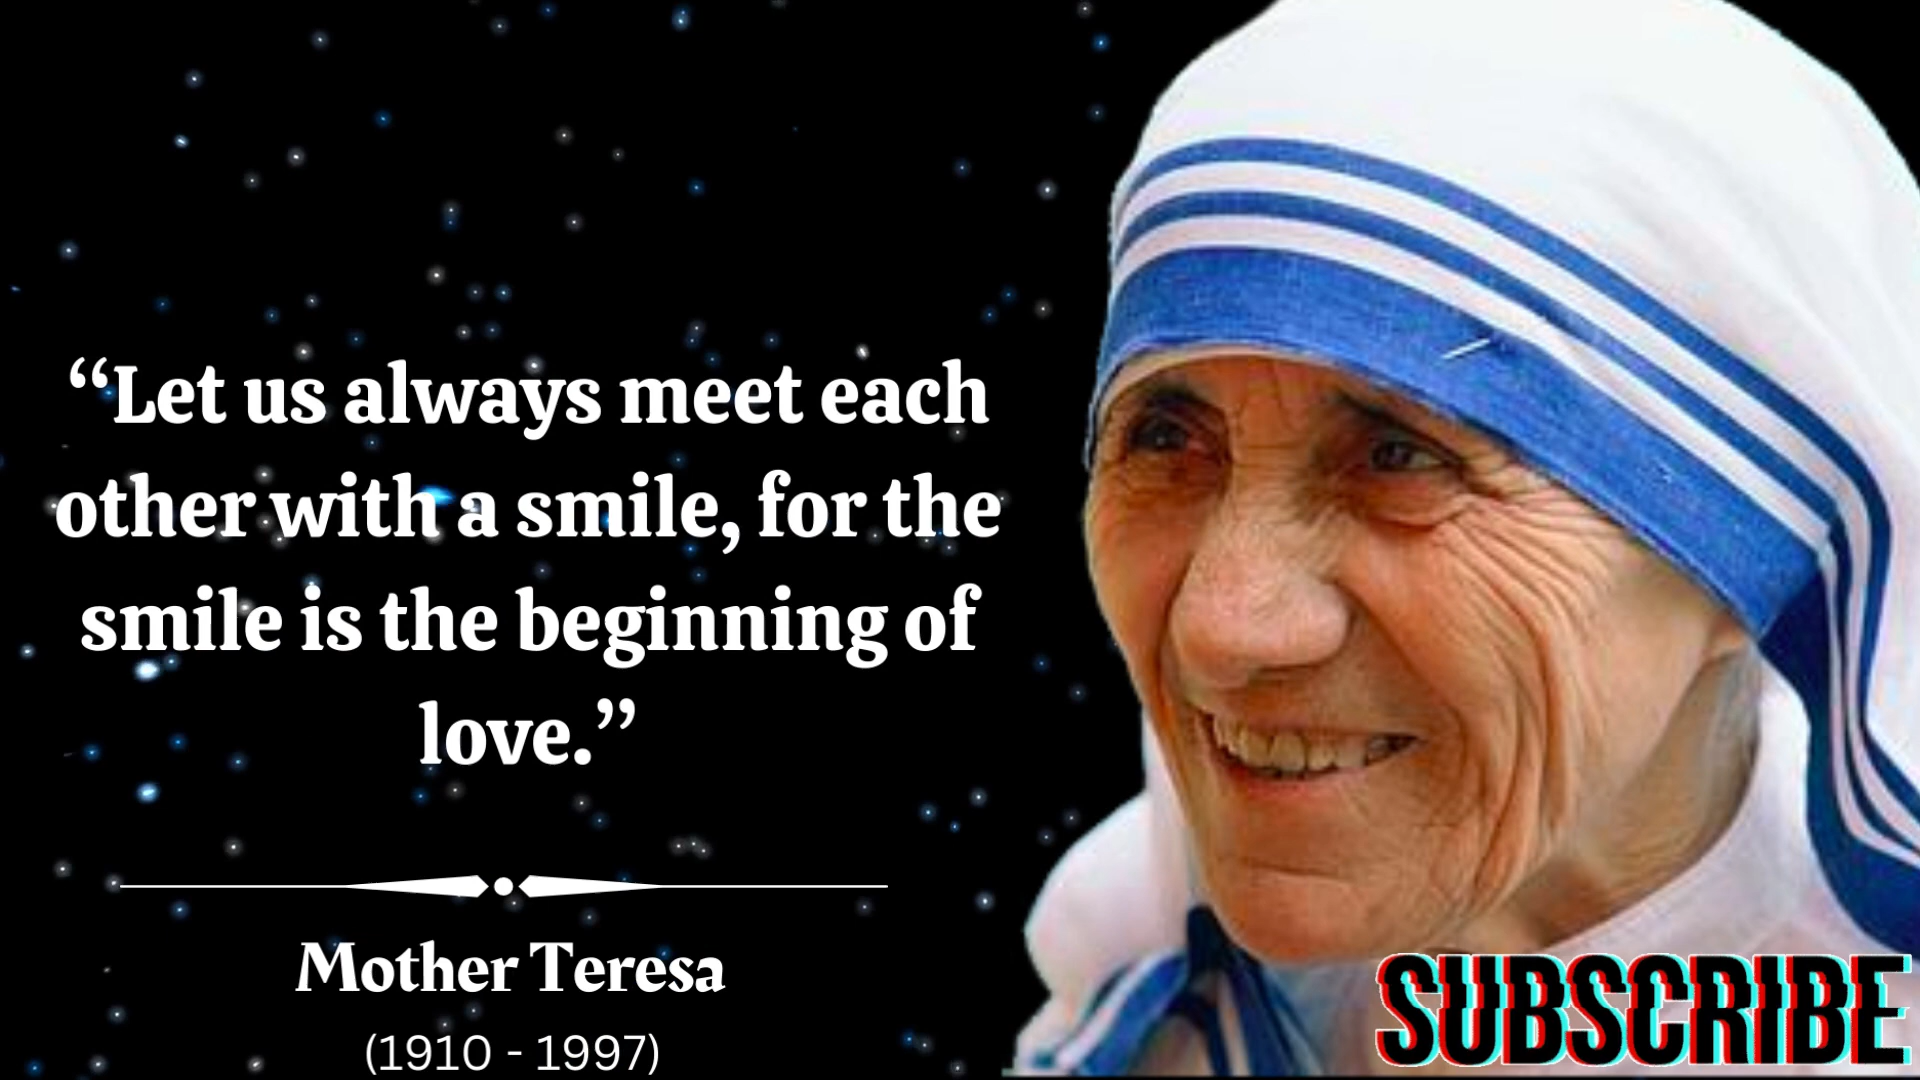 “Let us always meet each
other with a smile, for the
smile is the beginning of
love.”
Mother Teresa
(1910 - 1997)
SUBSCRIBE